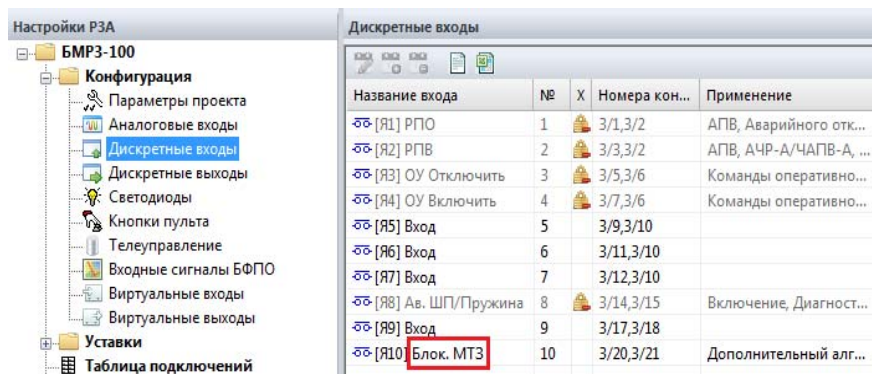 Настройки РЗА
БМРЗ-100
Конфигурация
Параметры проекта
Аналоговые входы
Дискретные входы
Дискретные выходы
Светодиоды
Кнопки пульта
Телеуправление
Входные сигналы БФПО
Виртуальные входы
Виртуальные выходы
Уставки
Таблица подключений
Дискретные входы
Название входа № X Номера кон... Применение
[Я1] РПО 1 3/1,3/2 АПВ, Аварийного отк...
[Я2] РПВ 2 3/3,3/2 АПВ, АЧР-А/ЧАПВ-А, ...
[Я3] ОУ Отключить 3 3/5,3/6 Команды оперативно...
[Я4] ОУ Включить 4 3/7,3/6 Команды оперативно...
[Я5] Вход 5 3/9,3/10
[Я6] Вход 6 3/11,3/10
[Я7] Вход 7 3/12,3/10
[Я8] Ав. ШП/Пружина 8 3/14,3/15 Включение, Диагност...
[Я9] Вход 9 3/17,3/18
[Я10] Блок. МТЗ 10 3/20,3/21 Дополнительный алг...